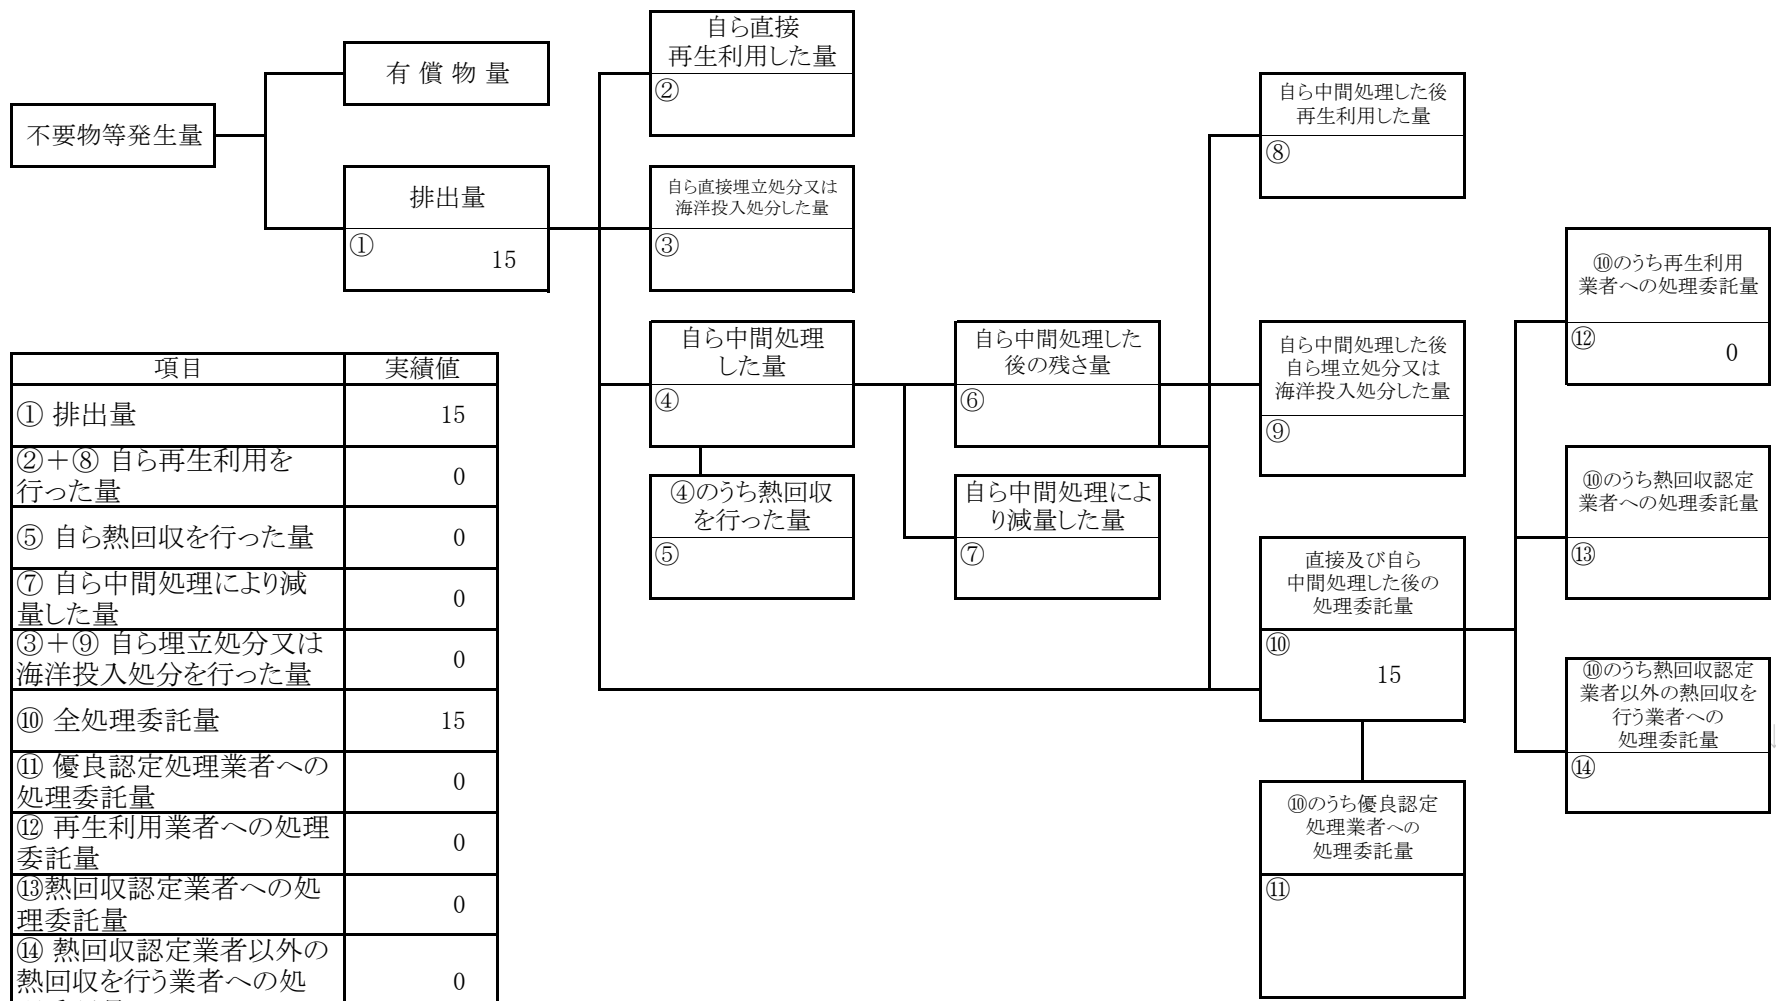 不要物等発生量
有 償 物 量
排出量
①
15
自ら直接
再生利用した量
②
自ら直接埋立処分又は
海洋投入処分した量
③
自ら中間処理
した量
④
④のうち熱回収
を行った量
⑤
自ら中間処理した
後の残さ量
⑥
自ら中間処理によ
り減量した量
⑦
自ら中間処理した後
再生利用した量
⑧
自ら中間処理した後
自ら埋立処分又は
海洋投入処分した量
⑨
直接及び自ら
中間処理した後の
処理委託量
⑩
15
⑩のうち優良認定
処理業者への
処理委託量
⑪
⑩のうち再生利用
業者への処理委託量
⑫
0
⑩のうち熱回収認定
業者への処理委託量
⑬
⑩のうち熱回収認定
業者以外の熱回収を
行う業者への
処理委託量
⑭
項目 実績値
① 排出量 15
②+⑧ 自ら再生利用を
行った量 0
⑤ 自ら熱回収を行った量 0
⑦ 自ら中間処理により減
量した量 0
③+⑨ 自ら埋立処分又は
海洋投入処分を行った量 0
⑩ 全処理委託量 15
⑪ 優良認定処理業者への
処理委託量 0
⑫ 再生利用業者への処理
委託量 0
⑬熱回収認定業者への処
理委託量 0
⑭ 熱回収認定業者以外の
熱回収を行う業者への処 0